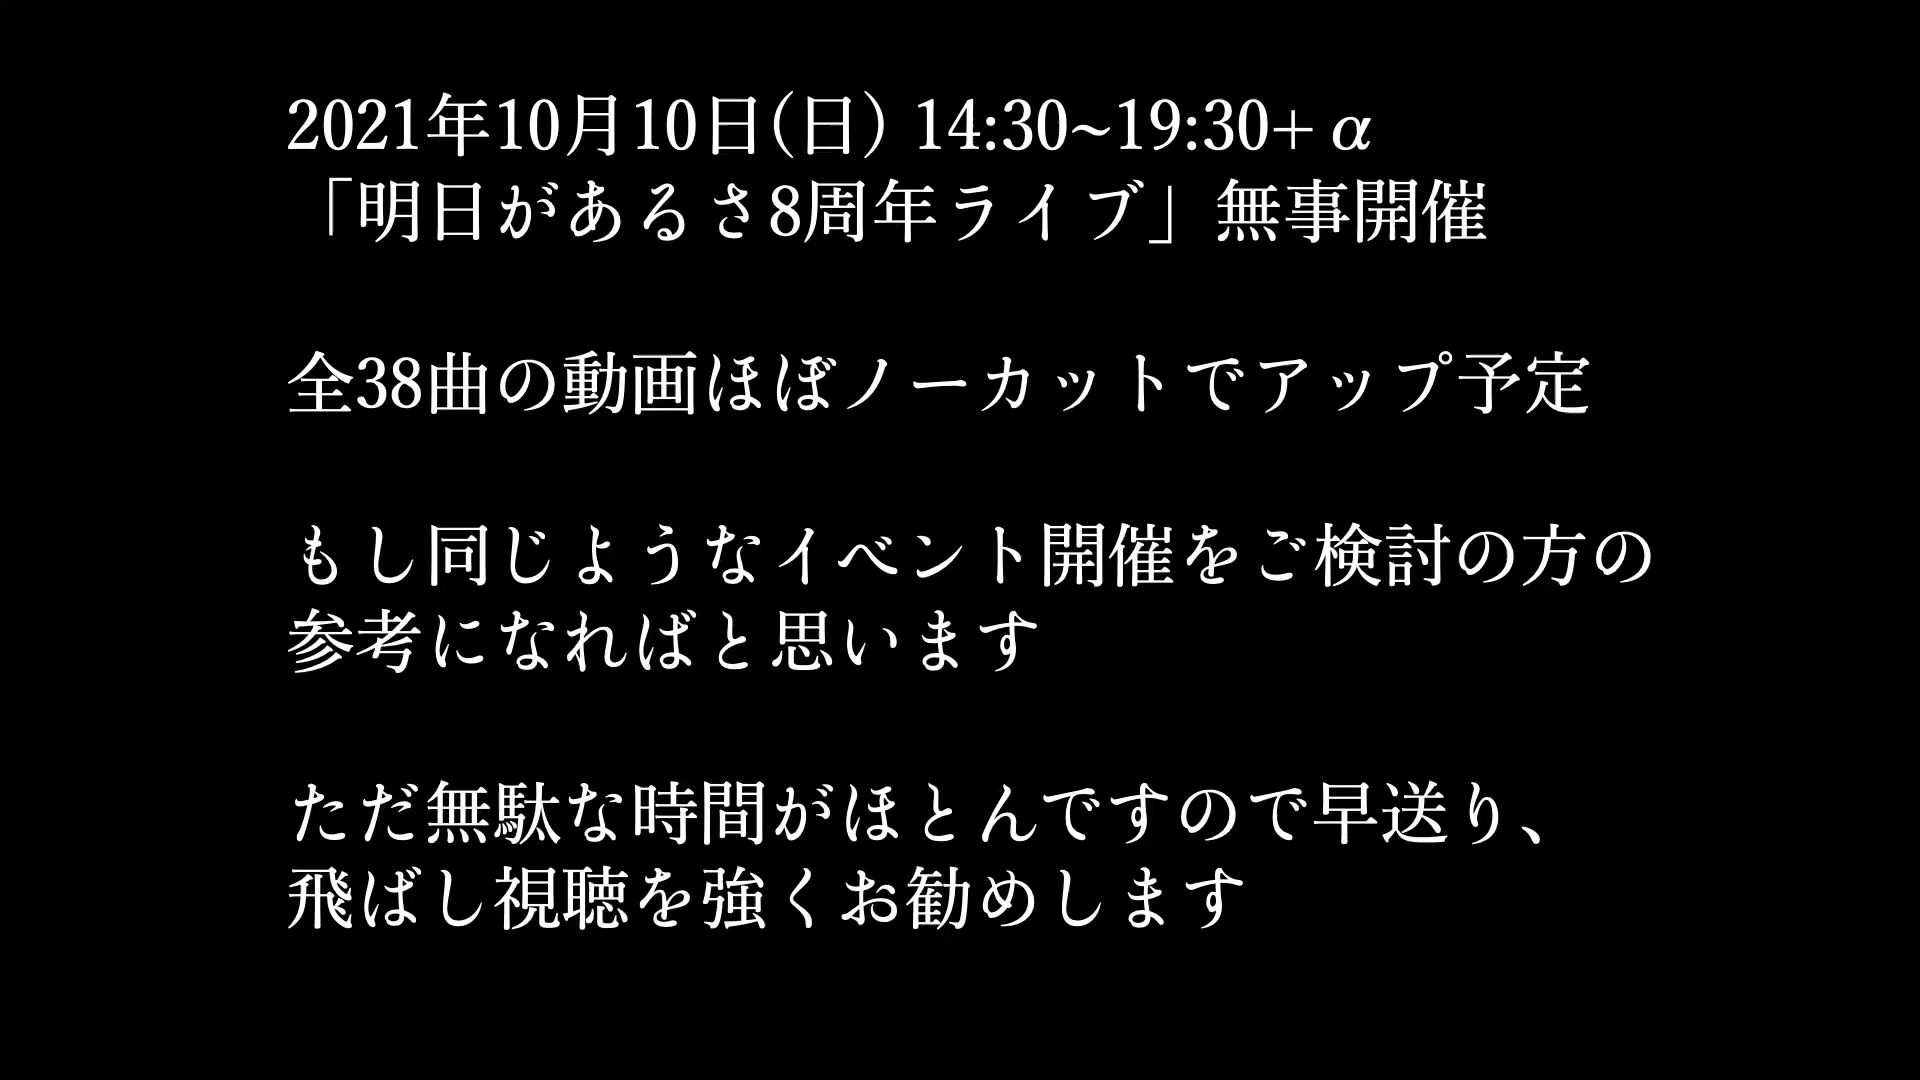 2021年10月10日(日) 14:30~19:30+α
「明日があるさ8周年ライブ」無事開催
全38曲の動画ほぼノーカットでアップ予定
もし同じようなイベント開催をご検討の方の
参考になればと思います
ただ無駄な時間がほとんですので早送り、
飛ばし視聴を強くお勧めします